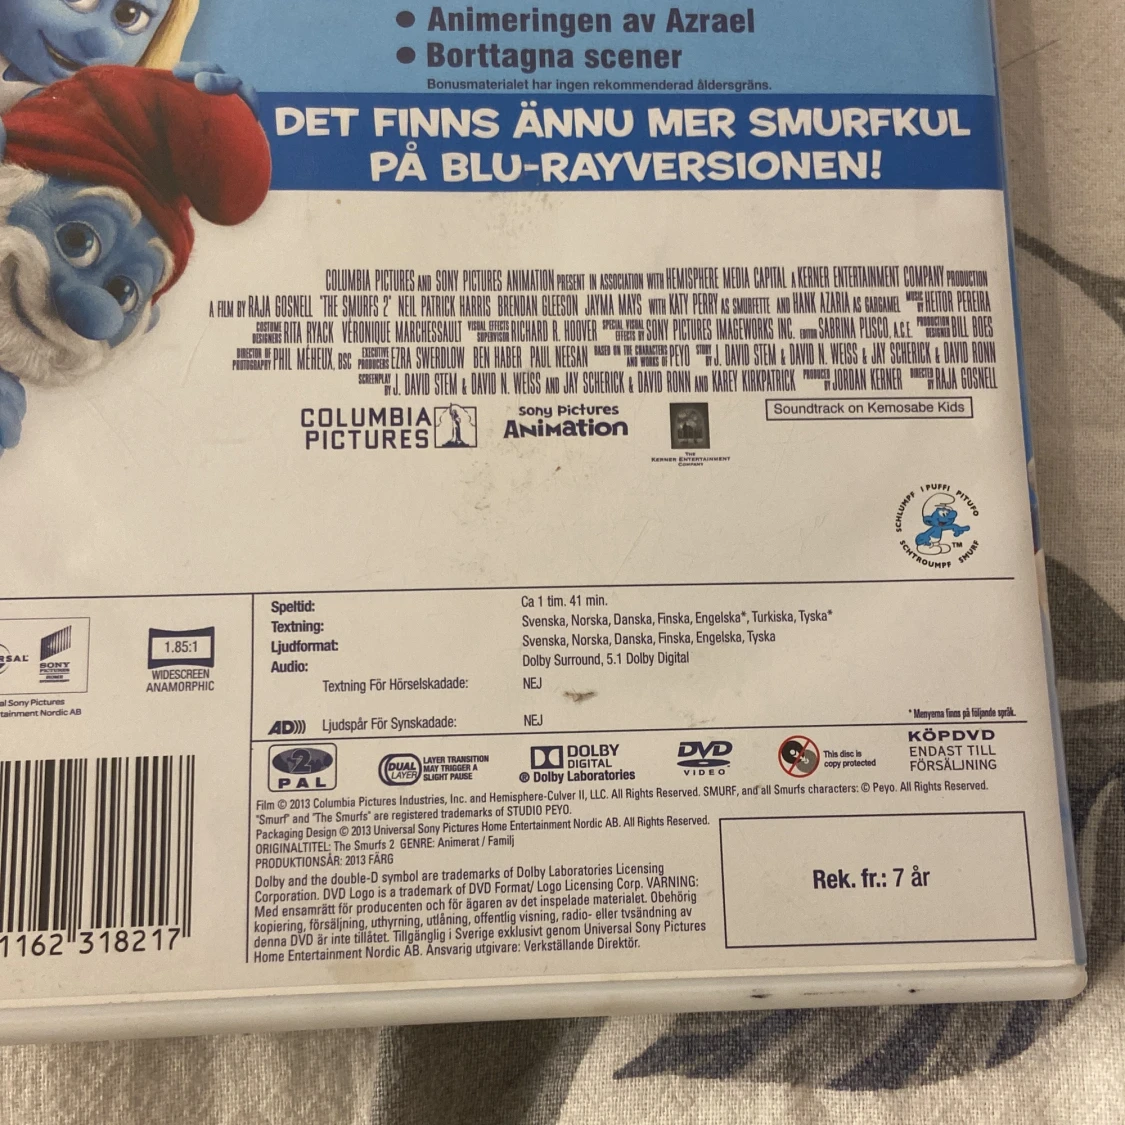 • Animeringen av Azrael
• Borttagna scener
Bonusmaterialet har ingen rekommenderad åldersgräns.
DET FINNS ÄNNU MER SMURFKUL
PÅ BLU-RAYVERSIONEN!
COLUMBIA PICTURES AND SONY PICTURES ANIMATION PRESENT IN ASSOCIATION WITH HEMISPHERE MEDIA CAPITAL A KERNER ENTERTAINMENT COMPANY PRODUCTION
A FILM BY RAJA GOSNELL "THE SMURFS 2" NEIL PATRICK HARRIS BRENDAN GLEESON JAYMA MAYS WITH KATY PERRY AS SMURFETTE AND HANK AZARIA AS GARGAMEL MUSIC BY HEITOR PEREIRA
COSTUME DESIGNERS RITA RYACK VÉRONIQUE MARCHESSAULT VISUAL EFFECTS SUPERVISOR RICHARD R. HOOVER SPECIAL VISUAL EFFECTS BY SONY PICTURES IMAGEWORKS INC. EDITOR SABRINA PLISCO, A.C.E. PRODUCTION DESIGNER BILL BOES
DIRECTOR OF PHOTOGRAPHY PHIL MÉHEUX, BSC EXECUTIVE PRODUCERS EZRA SWERDLOW BEN HABER PAUL NEESAN BASED ON THE CHARACTERS AND WORKS OF PEYO STORY BY J. DAVID STEM & DAVID N. WEISS & JAY SCHERICK & DAVID RONN
SCREENPLAY BY J. DAVID STEM & DAVID N. WEISS AND JAY SCHERICK & DAVID RONN AND KAREY KIRKPATRICK PRODUCED BY JORDAN KERNER DIRECTED BY RAJA GOSNELL
COLUMBIA
PICTURES
Sony Pictures
ANiMatioN
THE
KERNER ENTERTAINMENT
COMPANY
Soundtrack on Kemosabe Kids
SCHLUMPF I PUFFI PITUFO
SCHTROUMPF SMURF
TM
RSAL
SONY
PICTURES
al Sony Pictures
tainment Nordic AB
1.85:1
WIDESCREEN
ANAMORPHIC
Speltid: Ca 1 tim. 41 min.
Textning: Svenska, Norska, Danska, Finska, Engelska*, Turkiska, Tyska*
Ljudformat: Svenska, Norska, Danska, Finska, Engelska, Tyska
Audio: Dolby Surround, 5.1 Dolby Digital
Textning För Hörselskadade: NEJ
AD))) Ljudspår För Synskadade: NEJ
* Menyerna finns på följande språk.
2
PAL
DUAL
LAYER
LAYER TRANSITION
MAY TRIGGER A
SLIGHT PAUSE
DOLBY
DIGITAL
® Dolby Laboratories
DVD
VIDEO
This disc is
copy protected
KÖPDVD
ENDAST TILL
FÖRSÄLJNING
Film © 2013 Columbia Pictures Industries, Inc. and Hemisphere-Culver II, LLC. All Rights Reserved. SMURF, and all Smurfs characters: © Peyo. All Rights Reserved.
"Smurf" and "The Smurfs" are registered trademarks of STUDIO PEYO.
Packaging Design © 2013 Universal Sony Pictures Home Entertainment Nordic AB. All Rights Reserved.
ORIGINALTITEL: The Smurfs 2 GENRE: Animerat / Familj
PRODUKTIONSÅR: 2013 FÄRG
Dolby and the double-D symbol are trademarks of Dolby Laboratories Licensing
Corporation. DVD Logo is a trademark of DVD Format/ Logo Licensing Corp. VARNING:
Med ensamrätt för producenten och för ägaren av det inspelade materialet. Obehörig
kopiering, försäljning, uthyrning, utlåning, offentlig visning, radio- eller tvsändning av
denna DVD är inte tillåtet. Tillgänglig i Sverige exklusivt genom Universal Sony Pictures
Home Entertainment Nordic AB. Ansvarig utgivare: Verkställande Direktör.
Rek. fr.: 7 år
1162 318217